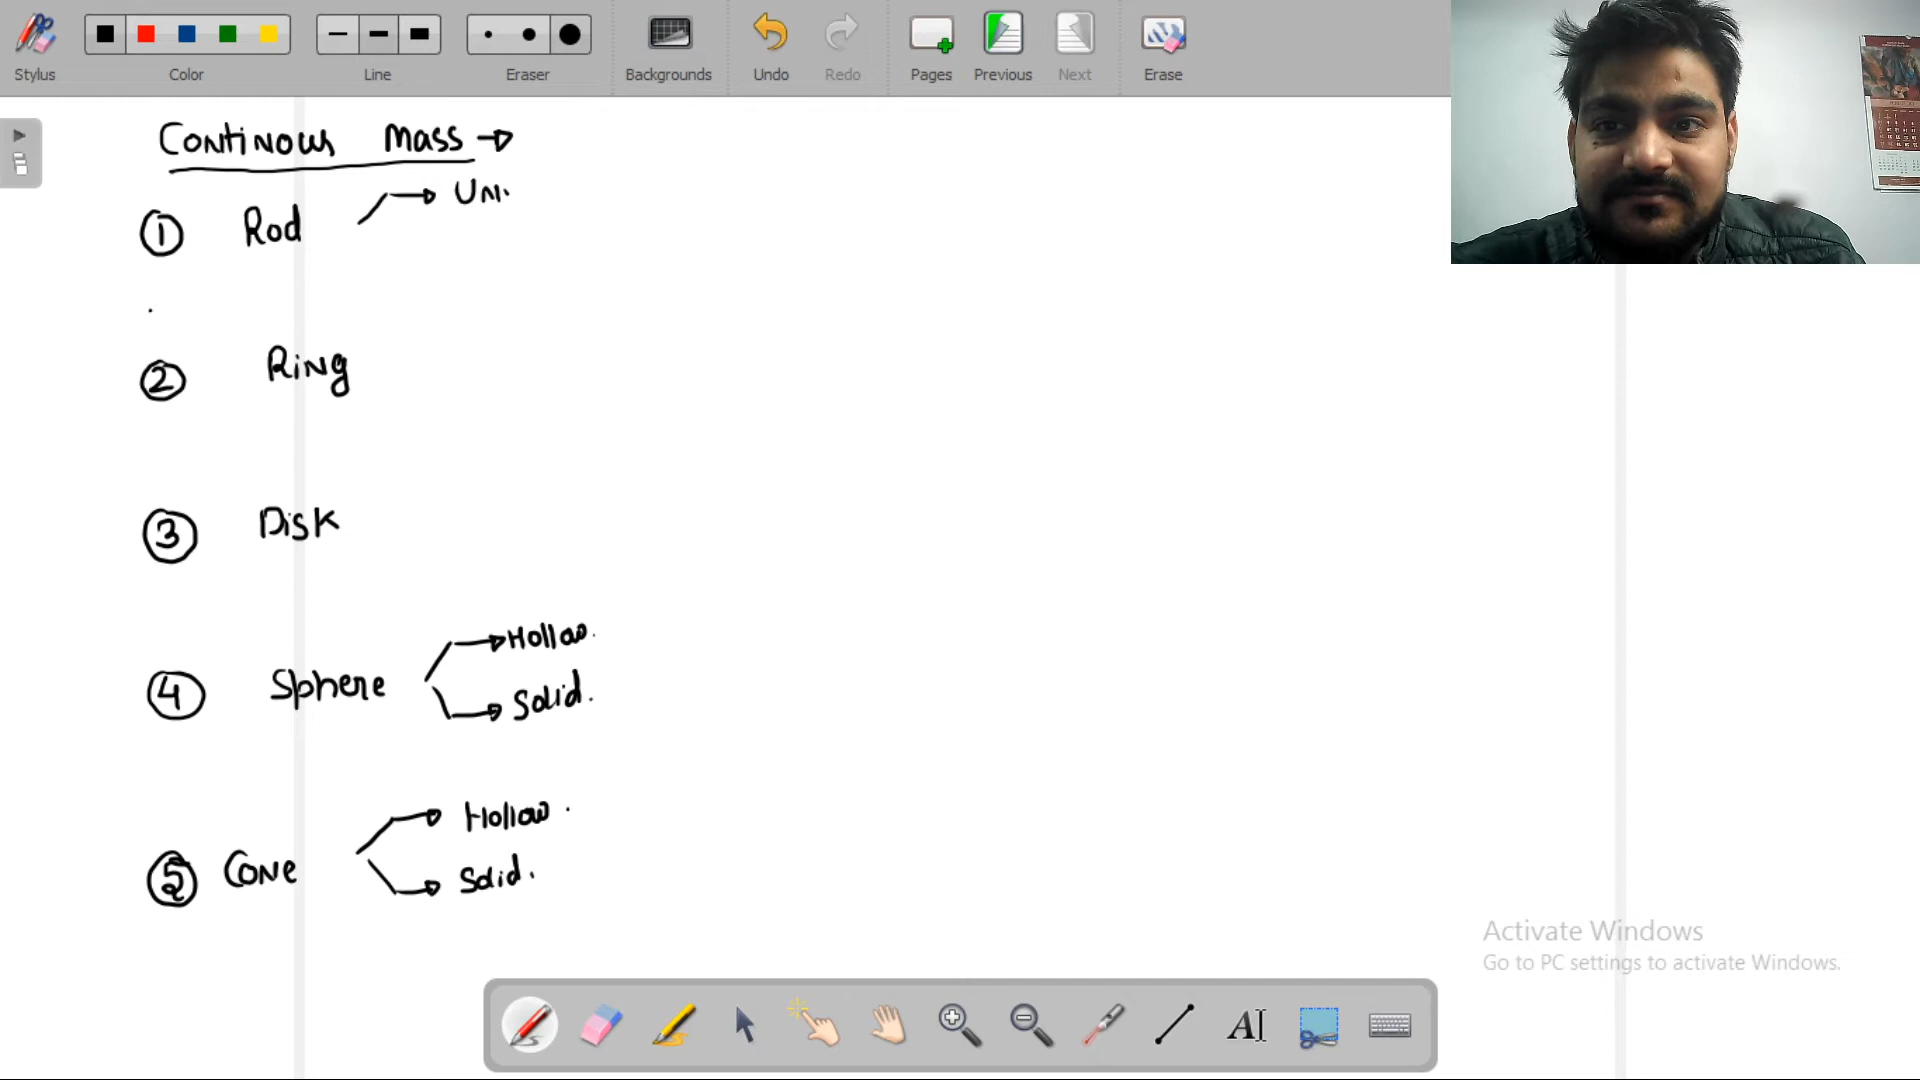 Stylus
Color
Line
Eraser
Backgrounds
Undo
Redo
Pages
Previous
Next
Erase
Continous Mass →
① Rod → Uni
② Ring
③ Disk
④ Sphere → Hollow.
→ Solid.
⑤ Cone → Hollow.
→ Solid.
Activate Windows
Go to PC settings to activate Windows.
AI